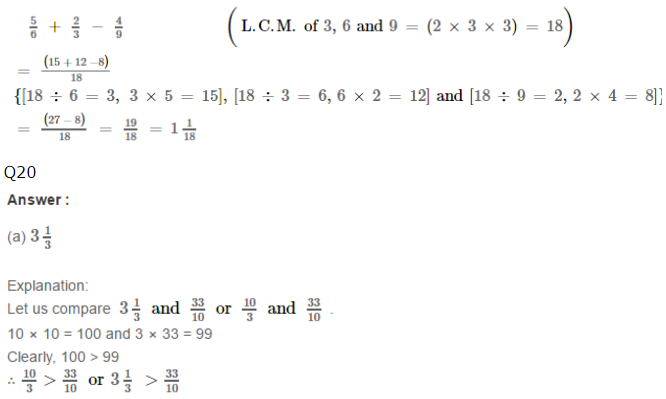 5/6 + 2/3 − 4/9 (L.C.M. of 3, 6 and 9 = (2 × 3 × 3) = 18)
= (15 + 12 −8)/18
{[18 ÷ 6 = 3, 3 × 5 = 15], [18 ÷ 3 = 6, 6 × 2 = 12] and [18 ÷ 9 = 2, 2 × 4 = 8]}
= (27 − 8)/18 = 19/18 = 1 1/18
Q20
Answer :
(a) 3 1/3
Explanation:
Let us compare 3 1/3 and 33/10 or 10/3 and 33/10 .
10 × 10 = 100 and 3 × 33 = 99
Clearly, 100 > 99
∴ 10/3 > 33/10 or 3 1/3 > 33/10